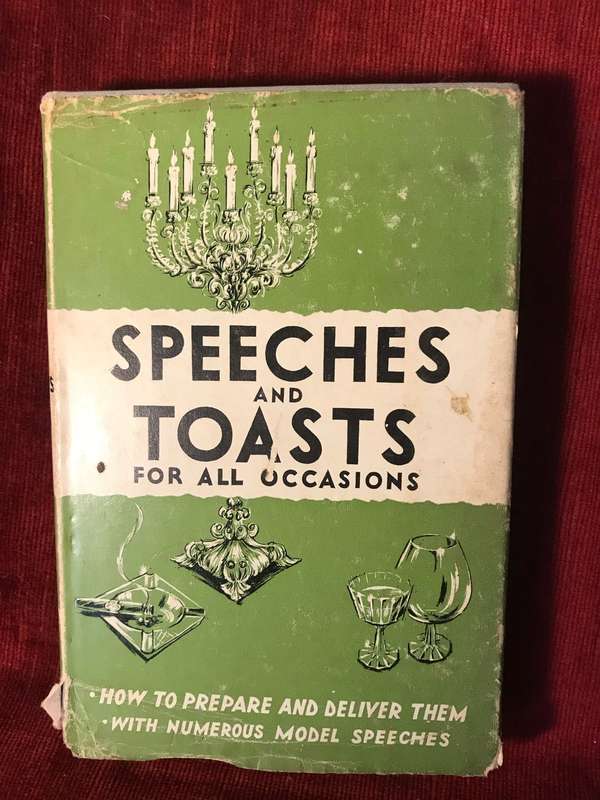 SPEECHES
AND
TOASTS
FOR ALL OCCASIONS
• HOW TO PREPARE AND DELIVER THEM
• WITH NUMEROUS MODEL SPEECHES